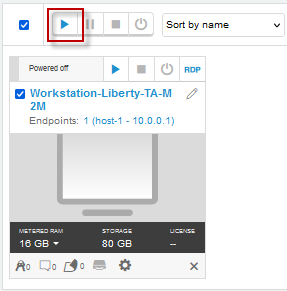 Sort by name
Powered off
RDP
Workstation-Liberty-TA-M
2M
Endpoints: 1 (host-1 - 10.0.0.1)
METERED RAM STORAGE LICENSE
16 GB 80 GB --
0 0 0